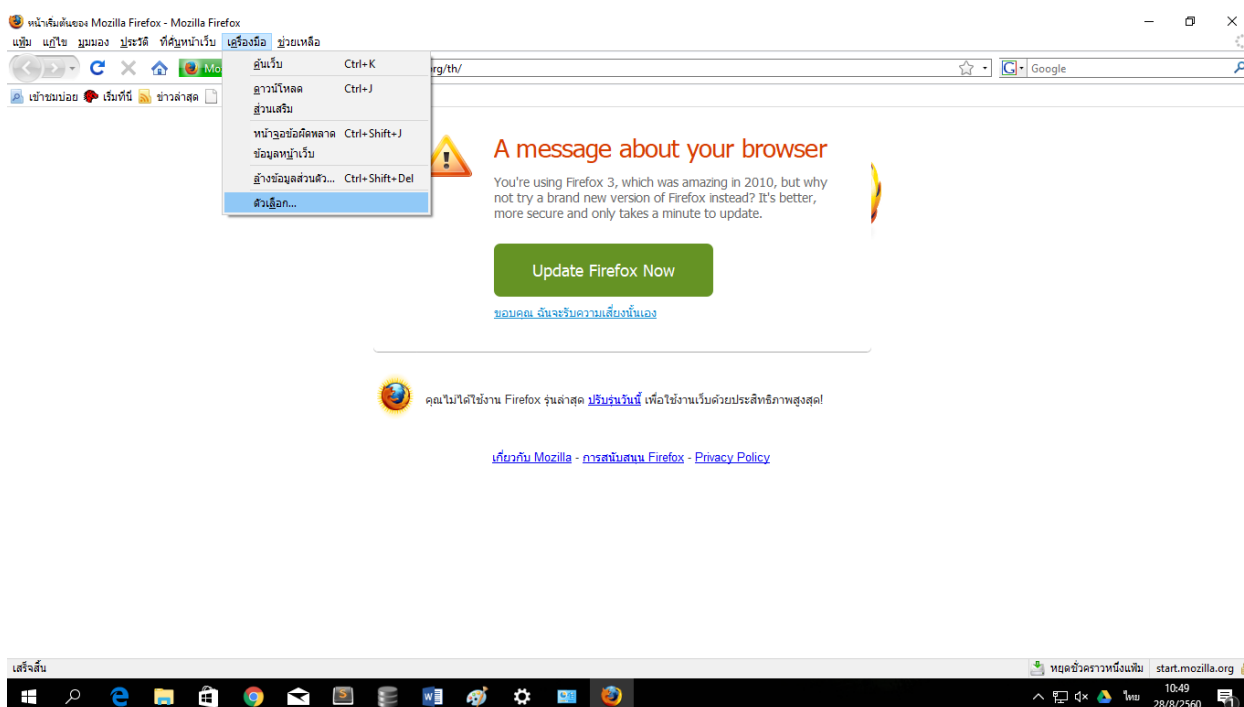 หน้าเริ่มต้นของ Mozilla Firefox - Mozilla Firefox
แฟ้ม แก้ไข มุมมอง ประวัติ ที่คั่นหน้าเว็บ เครื่องมือ ช่วยเหลือ
Mo
rg/th/
Google
เข้าชมบ่อย เริ่มที่นี่ ข่าวล่าสุด
ค้นเว็บ Ctrl+K
ดาวน์โหลด Ctrl+J
ส่วนเสริม
หน้าจอข้อผิดพลาด Ctrl+Shift+J
ข้อมูลหน้าเว็บ
ล้างข้อมูลส่วนตัว... Ctrl+Shift+Del
ตัวเลือก...
A message about your browser
You're using Firefox 3, which was amazing in 2010, but why
not try a brand new version of Firefox instead? It's better,
more secure and only takes a minute to update.
Update Firefox Now
ขอบคุณ ฉันจะรับความเสี่ยงนั้นเอง
คุณไม่ได้ใช้งาน Firefox รุ่นล่าสุด ปรับรุ่นวันนี้ เพื่อใช้งานเว็บด้วยประสิทธิภาพสูงสุด!
เกี่ยวกับ Mozilla - การสนับสนุน Firefox - Privacy Policy
เสร็จสิ้น
หยุดชั่วคราวหนึ่งแฟ้ม start.mozilla.org
ไทย
10:49
28/8/2560